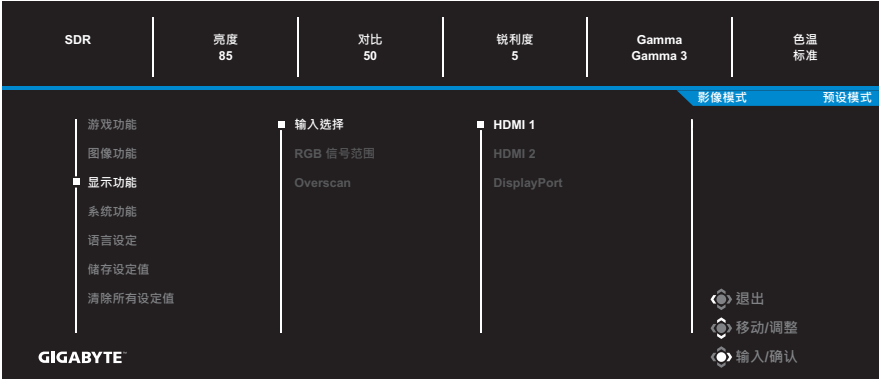 SDR
亮度
85
对比
50
锐利度
5
Gamma
Gamma 3
色温
标准
影像模式
预设模式
游戏功能
图像功能
显示功能
系统功能
语言设定
储存设定值
清除所有设定值
输入选择
RGB 信号范围
Overscan
HDMI 1
HDMI 2
DisplayPort
退出
移动/调整
输入/确认
GIGABYTE™